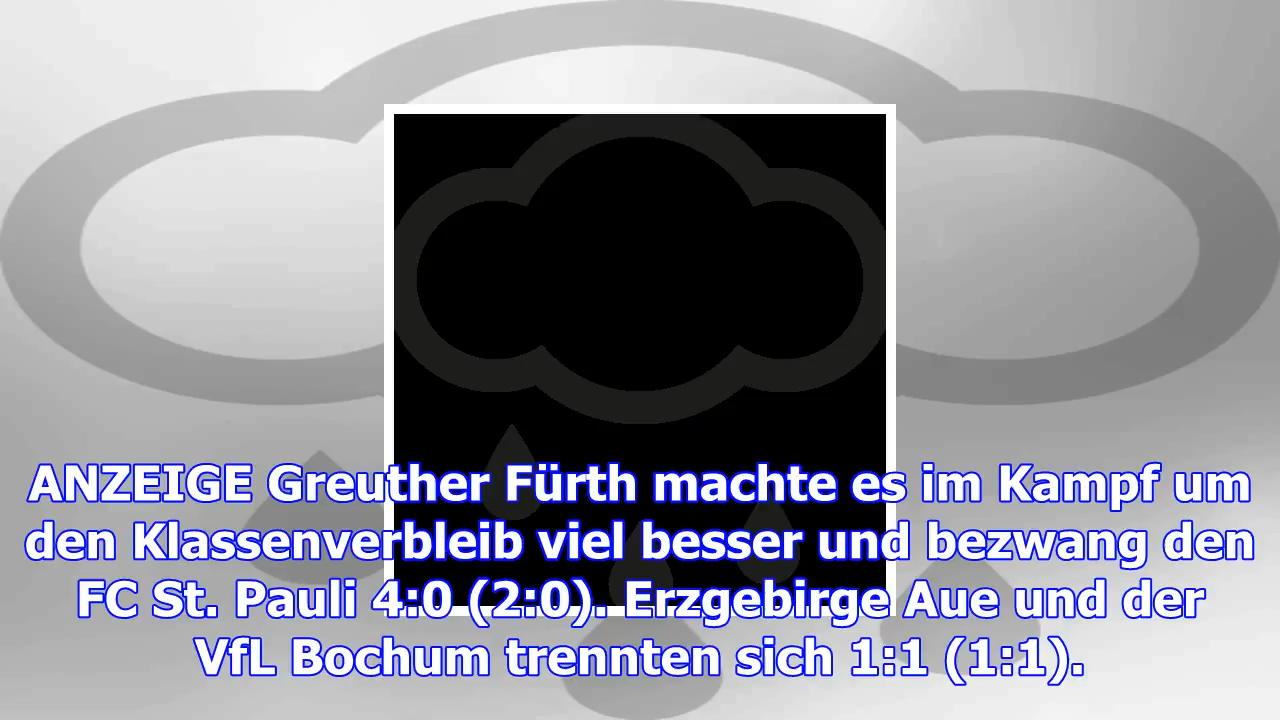 ANZEIGE Greuther Fürth machte es im Kampf um
den Klassenverbleib viel besser und bezwang den
FC St. Pauli 4:0 (2:0). Erzgebirge Aue und der
VfL Bochum trennten sich 1:1 (1:1).